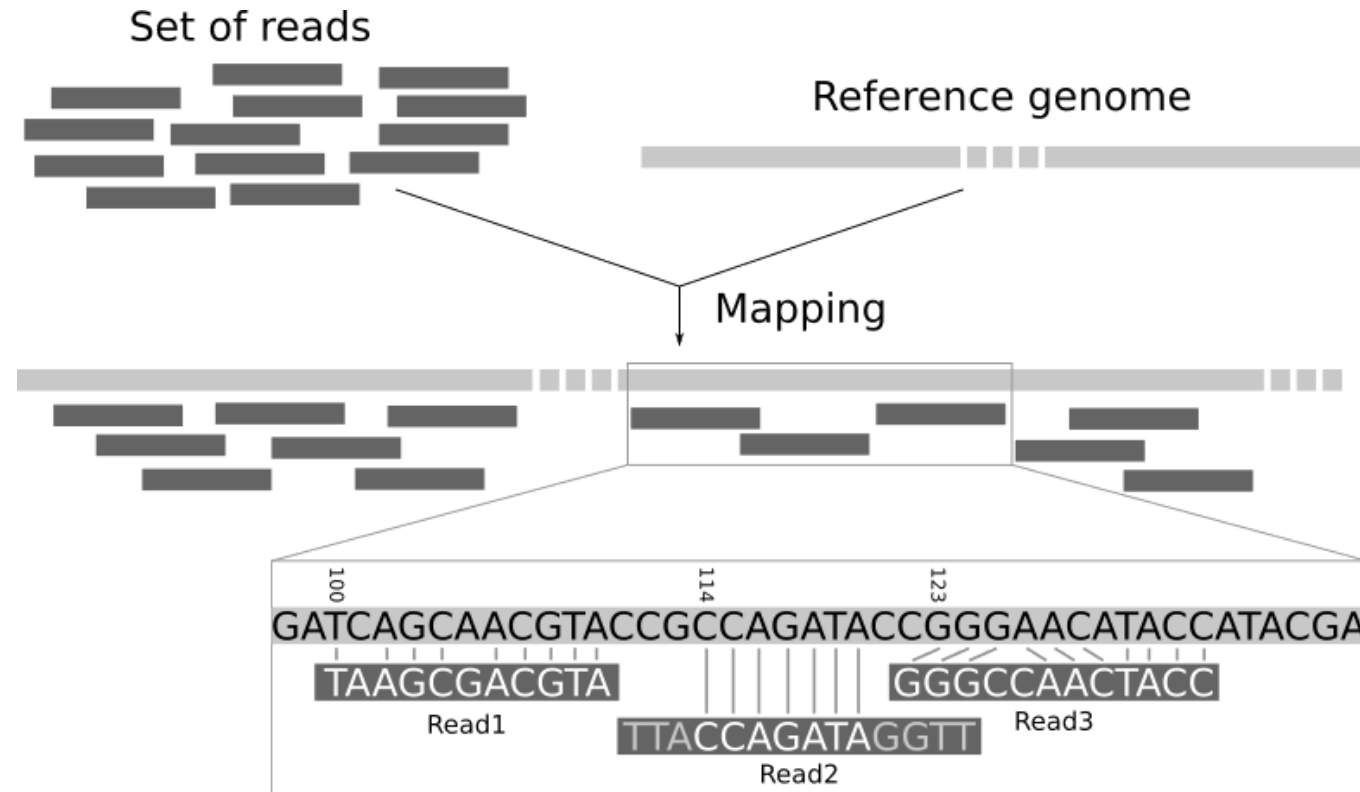 Set of reads
Reference genome
Mapping
100 114 123
GATCAGCAACGTACCGCCAGATACCGGGAACATACCATACGA
TAAGCGACGTA
GGGCCAACTACC
Read1
Read3
TTACCAGATAGGTT
Read2